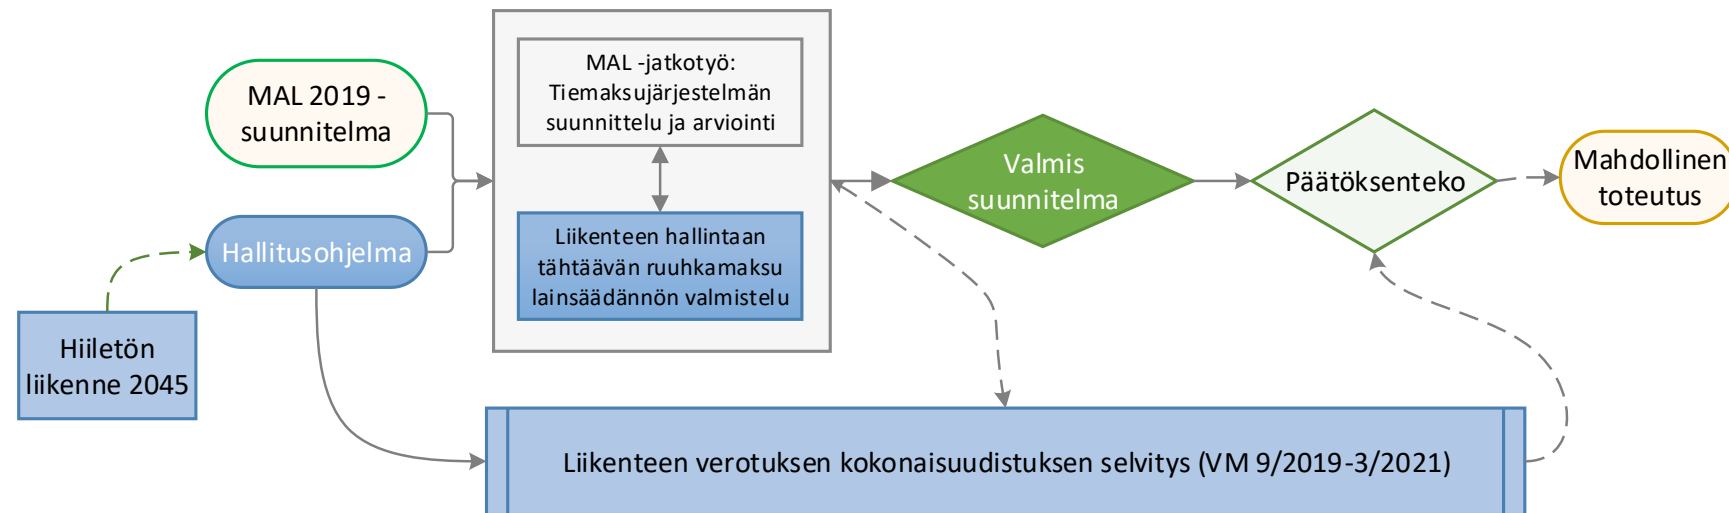 MAL 2019 -
suunnitelma
Hallitusohjelma
Hiiletön
liikenne 2045
MAL -jatkotyö:
Tiemaksujärjestelmän
suunnittelu ja arviointi
Liikenteen hallintaan
tähtäävän ruuhkamaksu
lainsäädännön valmistelu
Valmis
suunnitelma
Päätöksenteko
Mahdollinen
toteutus
Liikenteen verotuksen kokonaisuudistuksen selvitys (VM 9/2019-3/2021)